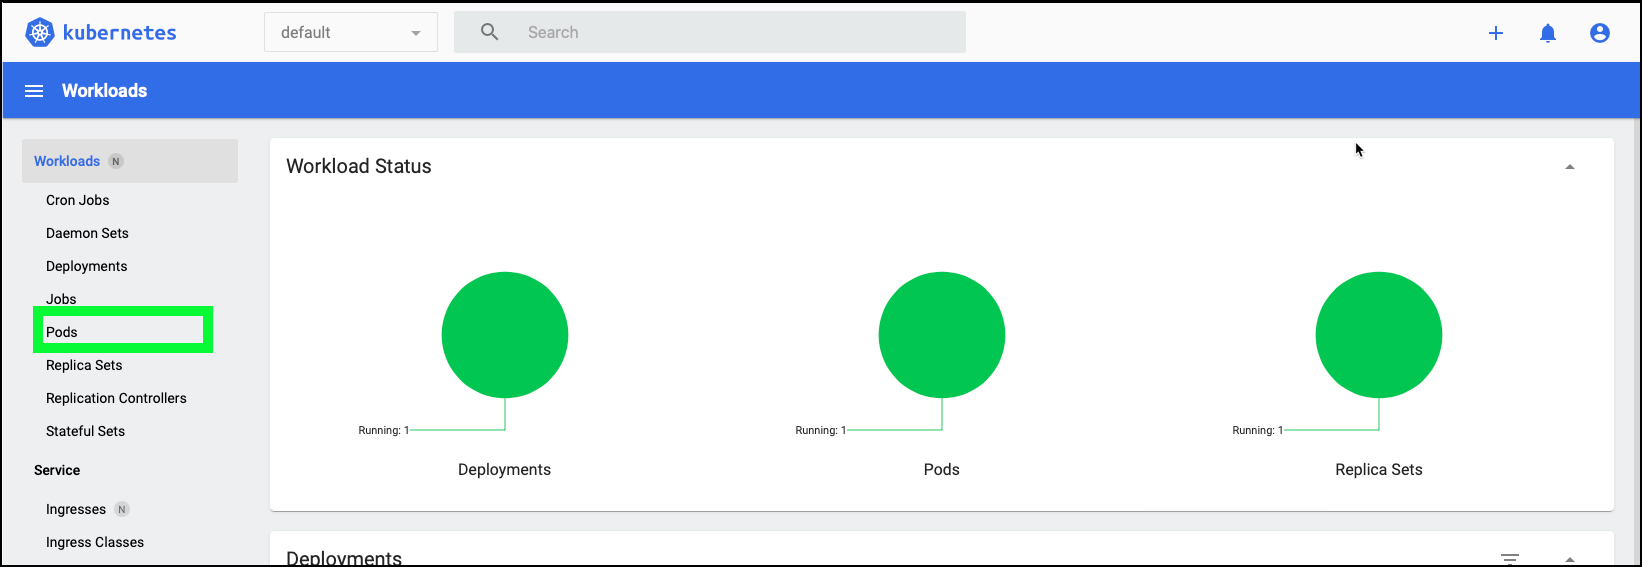 kubernetes
default
Search
Workloads
Workloads N
Cron Jobs
Daemon Sets
Deployments
Jobs
Pods
Replica Sets
Replication Controllers
Stateful Sets
Service
Ingresses N
Ingress Classes
Workload Status
Running: 1
Deployments
Running: 1
Pods
Running: 1
Replica Sets
Deployments